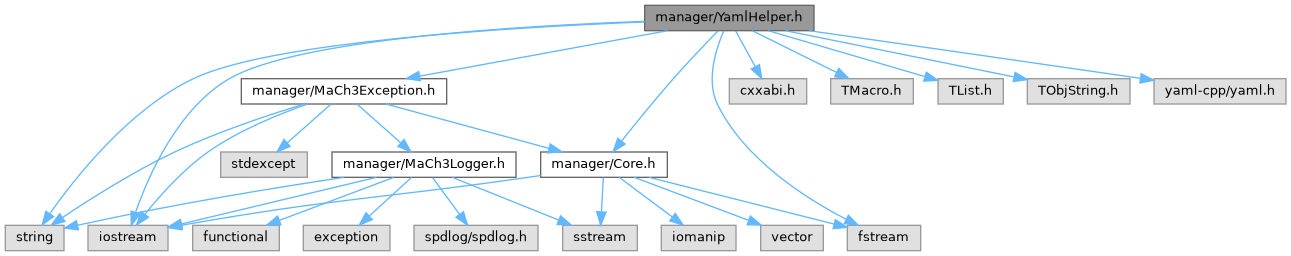 manager/YamlHelper.h
manager/MaCh3Exception.h
cxxabi.h
TMacro.h
TList.h
TObjString.h
yaml-cpp/yaml.h
stdexcept
manager/MaCh3Logger.h
manager/Core.h
string
iostream
functional
exception
spdlog/spdlog.h
sstream
iomanip
vector
fstream